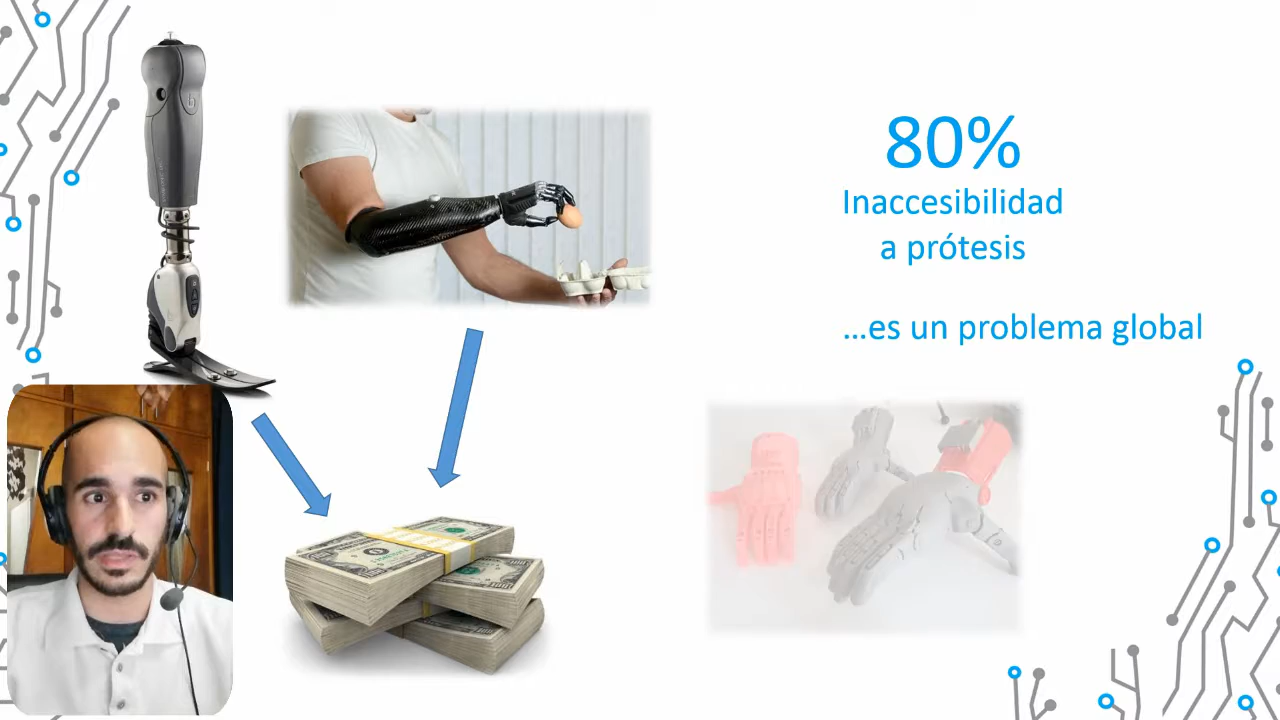 80%
Inaccesibilidad
a prótesis
...es un problema global